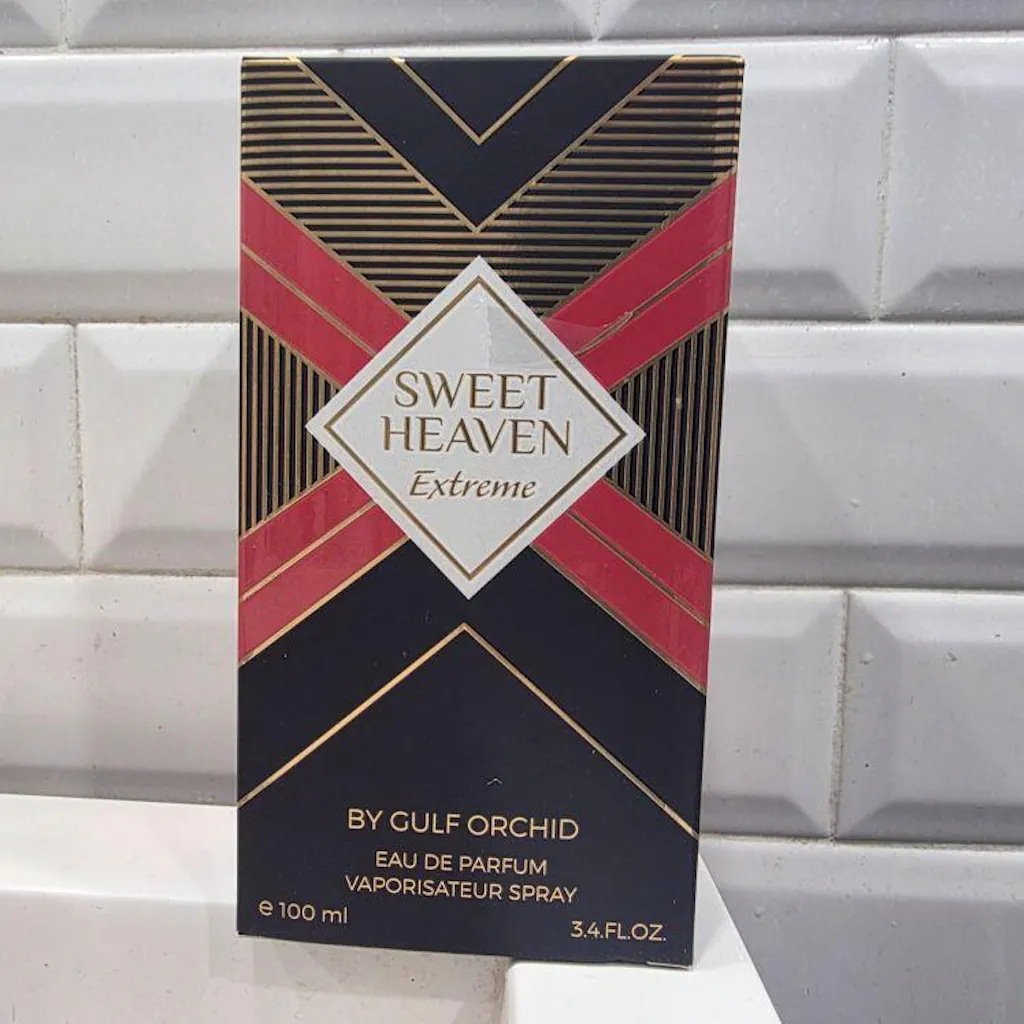 SWEET
HEAVEN
Extreme
BY GULF ORCHID
EAU DE PARFUM
VAPORISATEUR SPRAY
℮ 100 ml
3.4.FL.OZ.